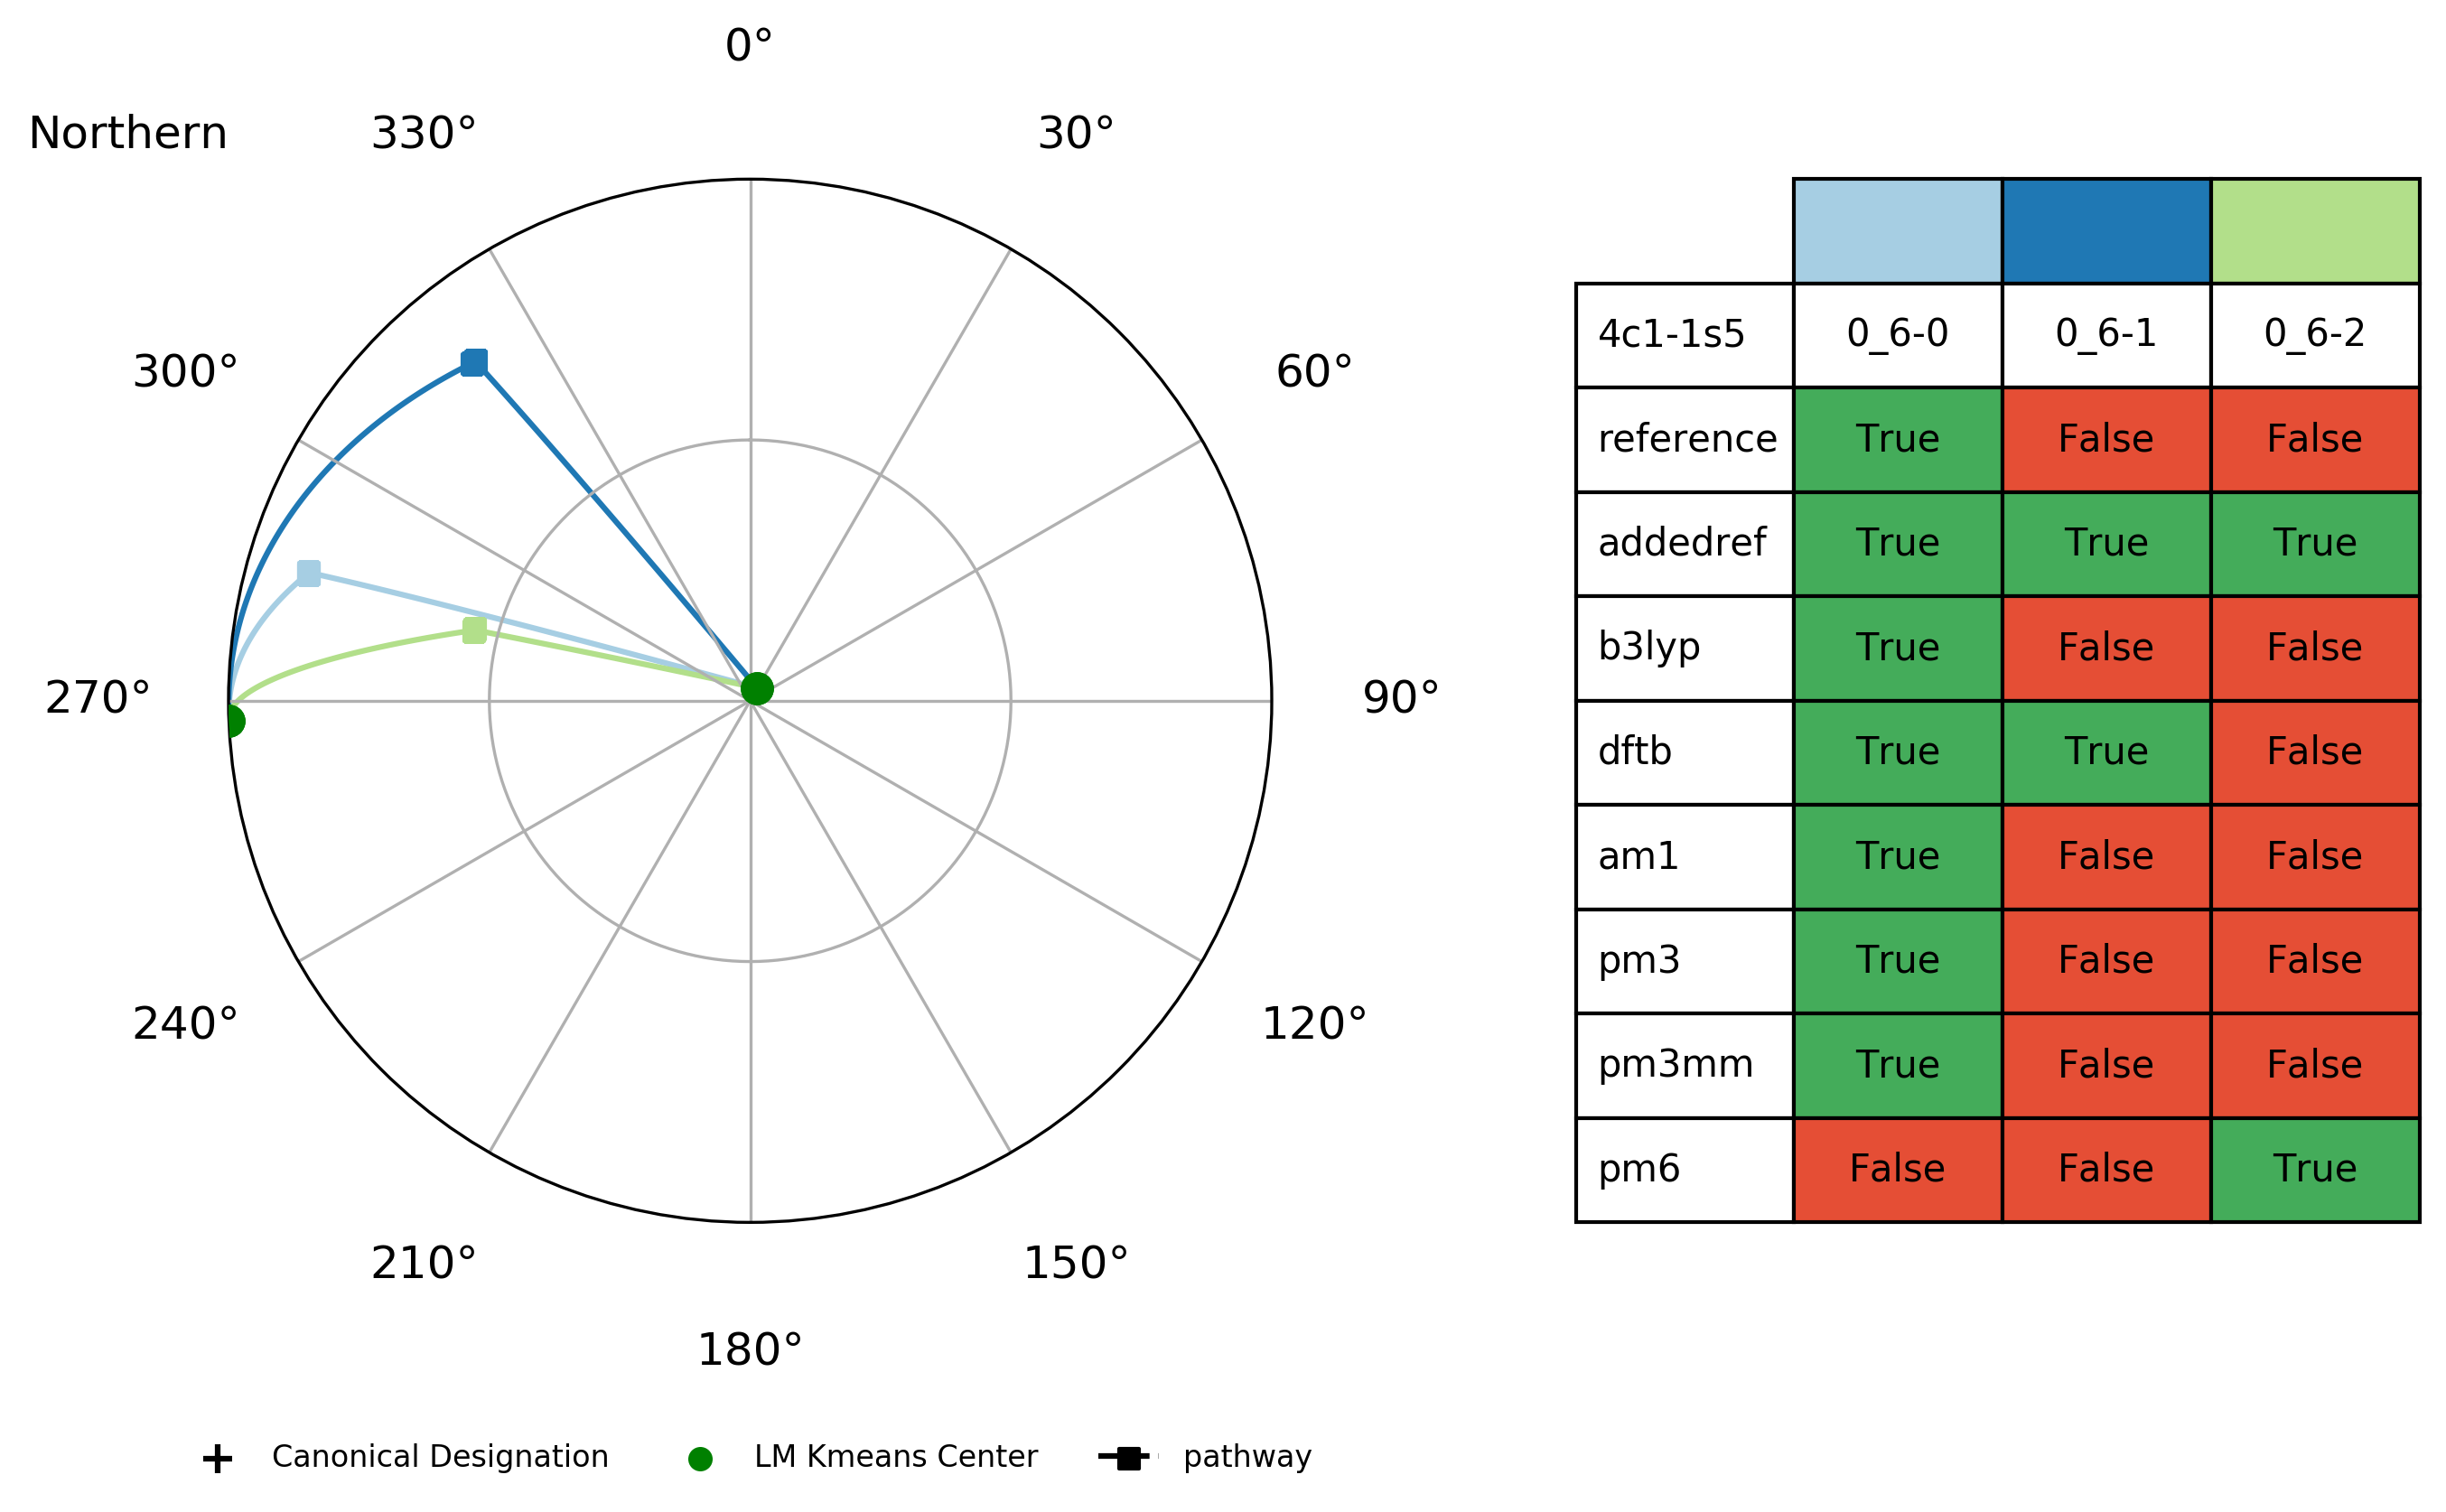 0°
Northern
330°
30°
300°
60°
270°
90°
240°
120°
210°
150°
180°
4c1-1s5 0_6-0 0_6-1 0_6-2
reference True False False
addedref True True True
b3lyp True False False
dftb True True False
am1 True False False
pm3 True False False
pm3mm True False False
pm6 False False True
Canonical Designation LM Kmeans Center pathway